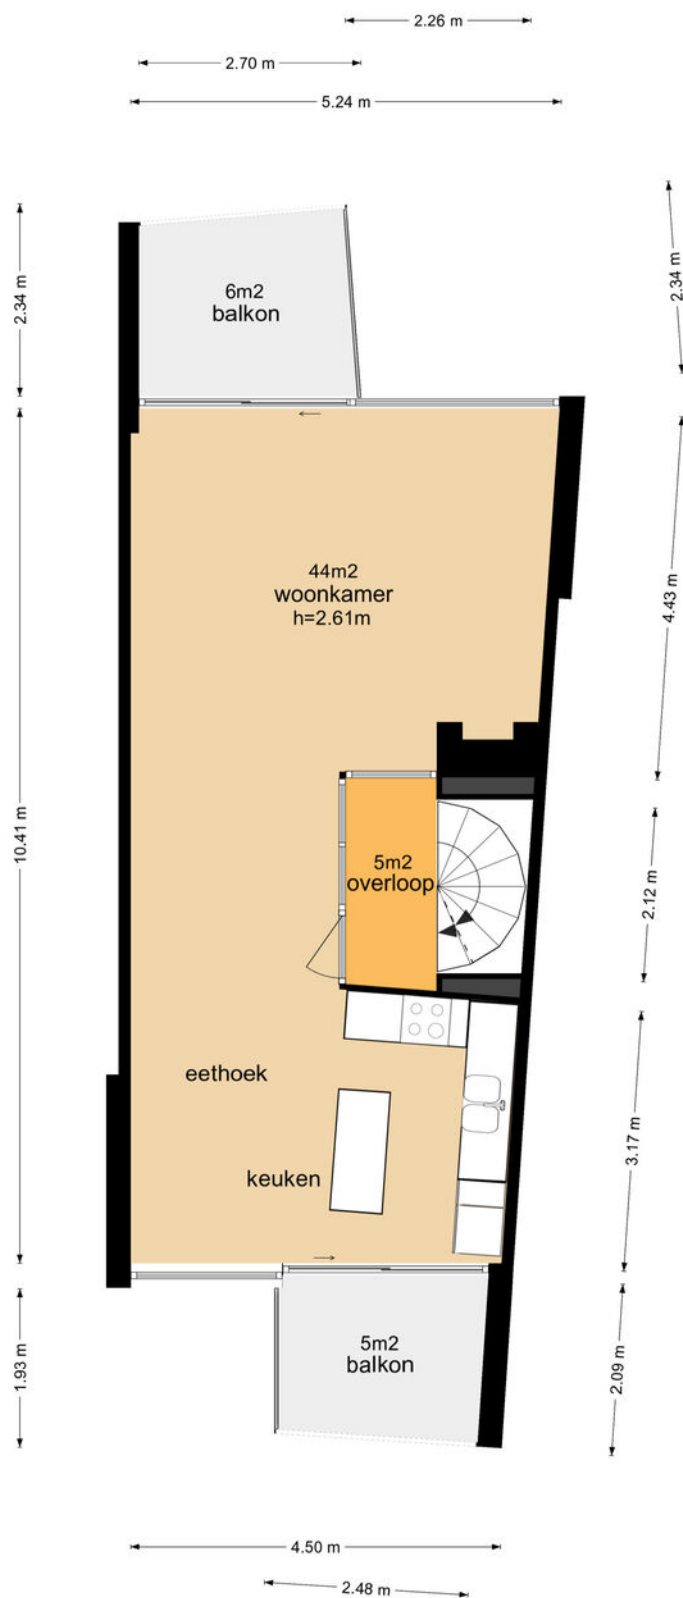 2.26 m
2.70 m
5.24 m
2.34 m
2.34 m
6m2
balkon
44m2
woonkamer
h=2.61m
4.43 m
10.41 m
5m2
overloop
2.12 m
eethoek
3.17 m
keuken
5m2
balkon
1.93 m
2.09 m
4.50 m
2.48 m